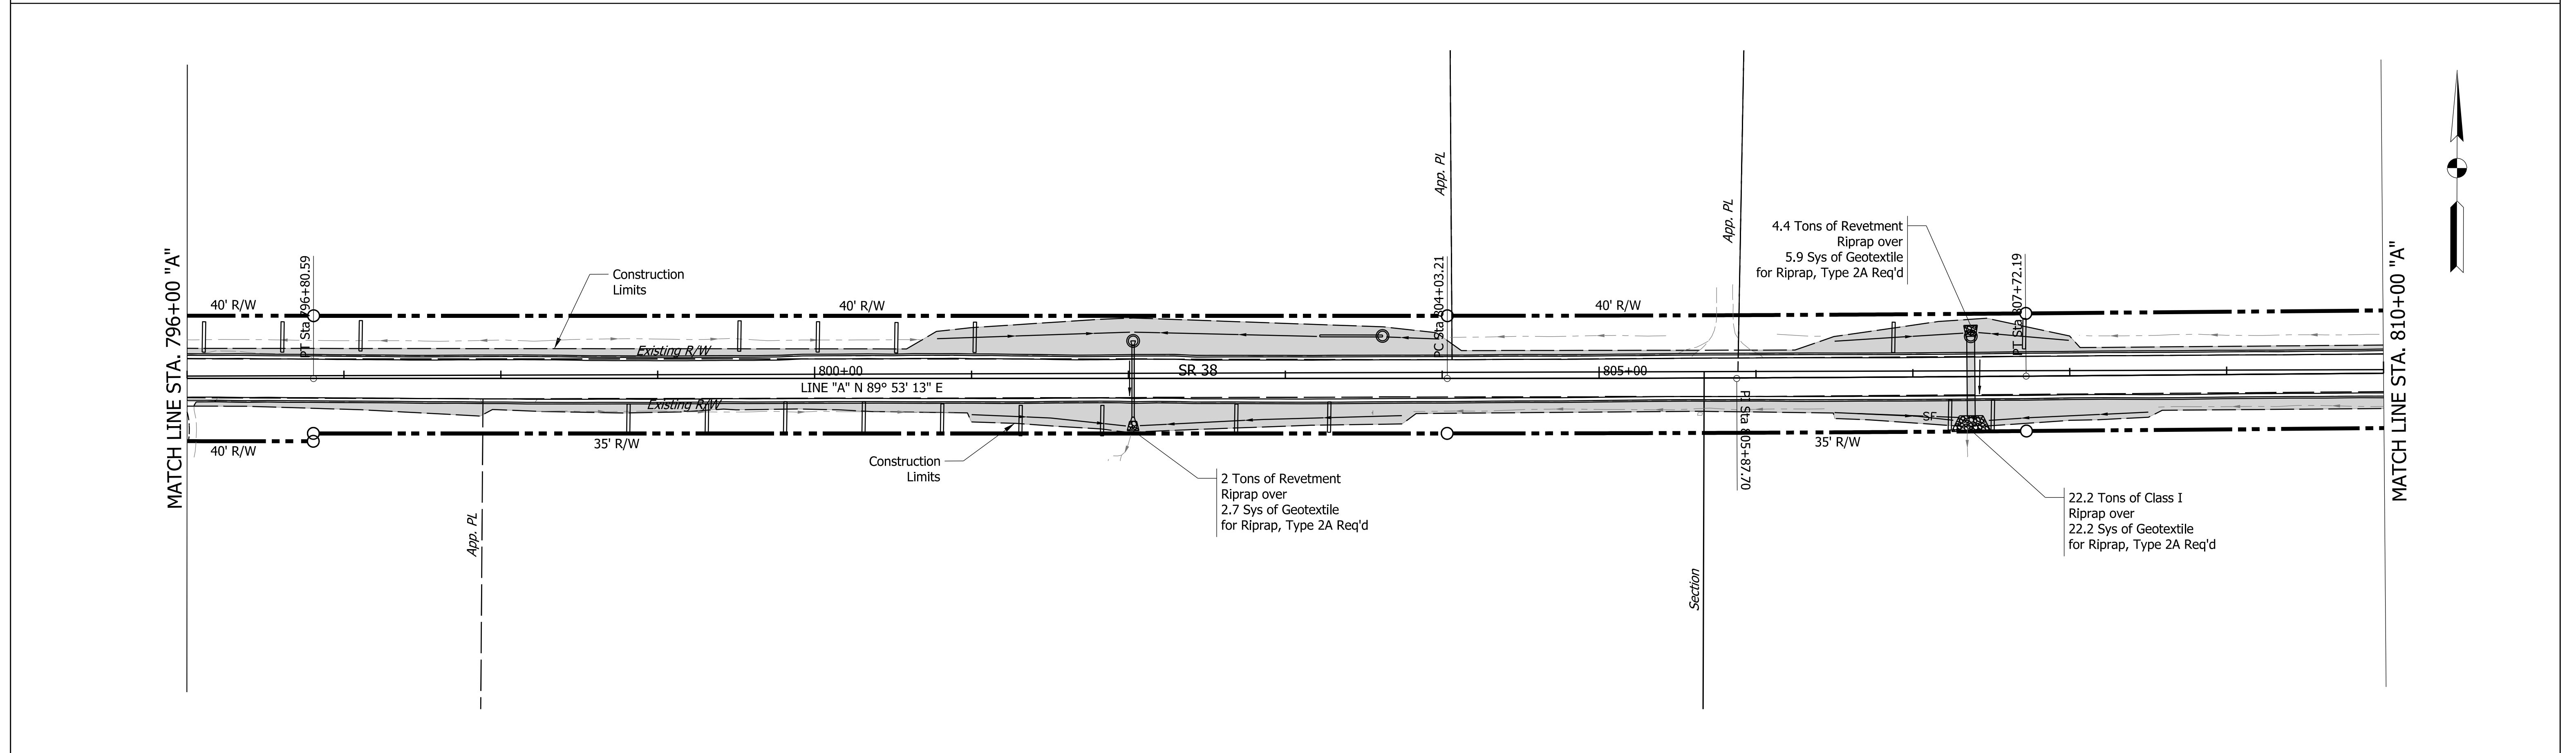 MATCH LINE STA. 796+00 "A"
40' R/W
PT Sta 796+80.59
Construction
Limits
40' R/W
Existing R/W
800+00
LINE "A" N 89° 53' 13" E
SR 38
Existing R/W
40' R/W
35' R/W
App. PL
Construction
Limits
2 Tons of Revetment
Riprap over
2.7 Sys of Geotextile
for Riprap, Type 2A Req'd
App. PL
PC Sta 804+03.21
40' R/W
805+00
App. PL
PI Sta 805+87.70
Section
4.4 Tons of Revetment
Riprap over
5.9 Sys of Geotextile
for Riprap, Type 2A Req'd
PT Sta 807+72.19
SF
35' R/W
22.2 Tons of Class I
Riprap over
22.2 Sys of Geotextile
for Riprap, Type 2A Req'd
MATCH LINE STA. 810+00 "A"